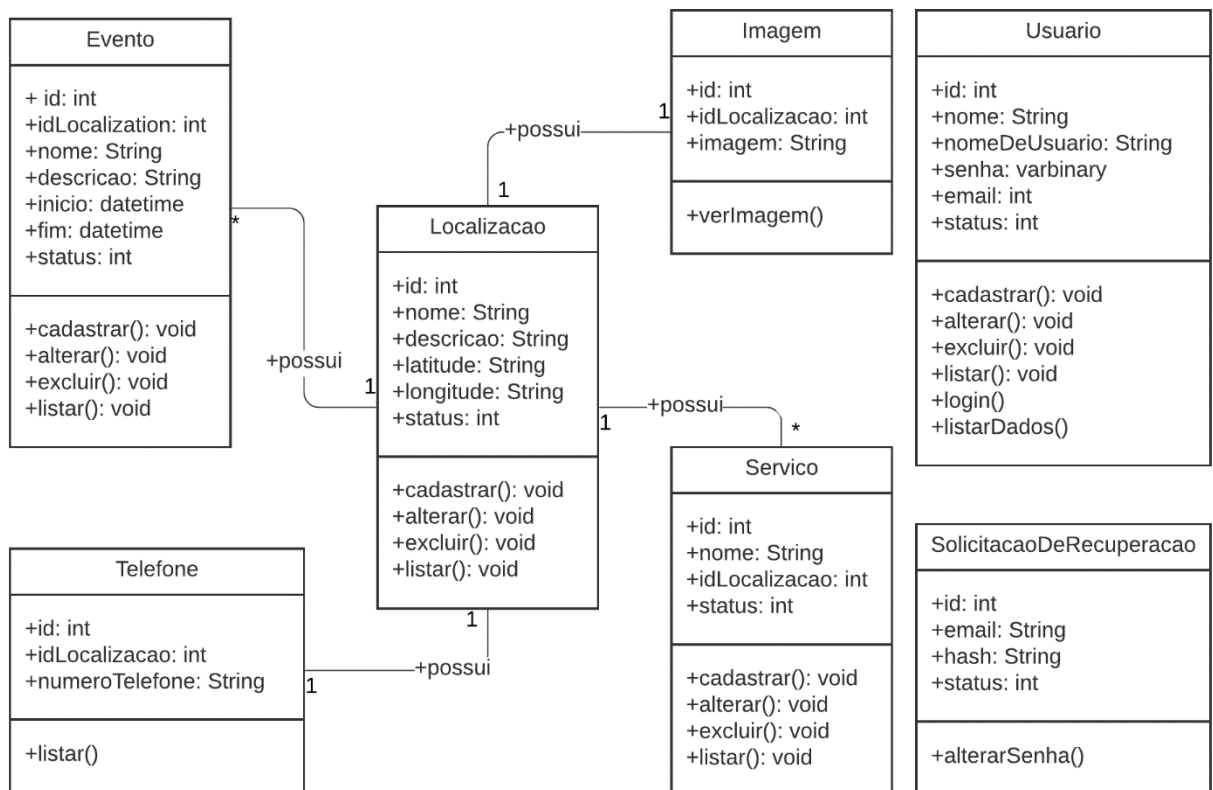 Evento
+ id: int
+idLocalization: int
+nome: String
+descricao: String
+inicio: datetime
+fim: datetime
+status: int
+cadastrar(): void
+alterar(): void
+excluir(): void
+listar(): void
*
+possui
1
Imagem
+id: int
+idLocalizacao: int
+imagem: String
+verImagem()
1
+possui
1
Localizacao
+id: int
+nome: String
+descricao: String
+latitude: String
+longitude: String
+status: int
+cadastrar(): void
+alterar(): void
+excluir(): void
+listar(): void
Usuario
+id: int
+nome: String
+nomeDeUsuario: String
+senha: varbinary
+email: int
+status: int
+cadastrar(): void
+alterar(): void
+excluir(): void
+listar(): void
+login()
+listarDados()
1
+possui
*
Servico
+id: int
+nome: String
+idLocalizacao: int
+status: int
+cadastrar(): void
+alterar(): void
+excluir(): void
+listar(): void
Telefone
+id: int
+idLocalizacao: int
+numeroTelefone: String
+listar()
1
+possui
1
SolicitacaoDeRecuperacao
+id: int
+email: String
+hash: String
+status: int
+alterarSenha()